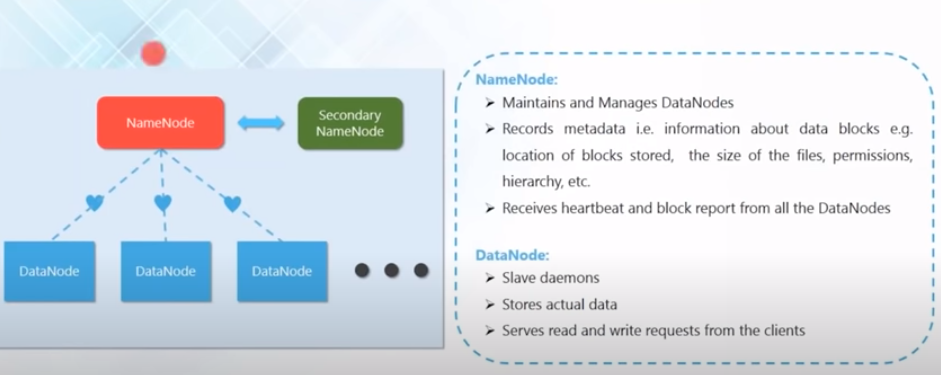 NameNode
Secondary
NameNode
DataNode
DataNode
DataNode
NameNode:
Maintains and Manages DataNodes
Records metadata i.e. information about data blocks e.g.
location of blocks stored, the size of the files, permissions,
hierarchy, etc.
Receives heartbeat and block report from all the DataNodes
DataNode:
Slave daemons
Stores actual data
Serves read and write requests from the clients